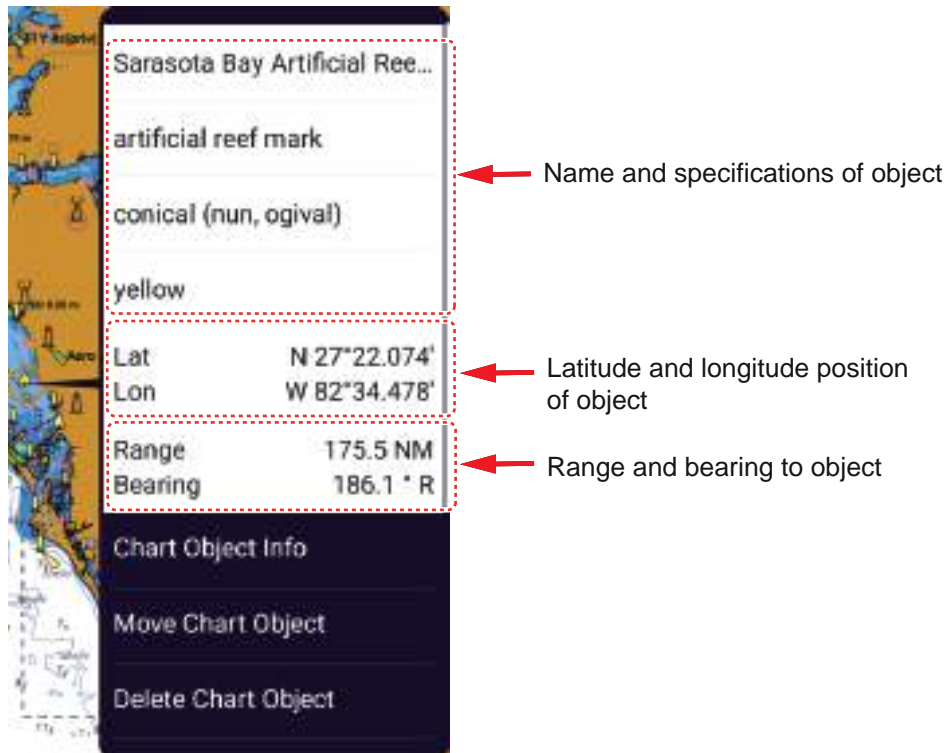 Sarasota Bay Artificial Ree...
artificial reef mark
conical (nun, ogival)
yellow
Lat N 27°22.074'
Lon W 82°34.478'
Range 175.5 NM
Bearing 186.1 ° R
Chart Object Info
Move Chart Object
Delete Chart Object
Name and specifications of object
Latitude and longitude position
of object
Range and bearing to object